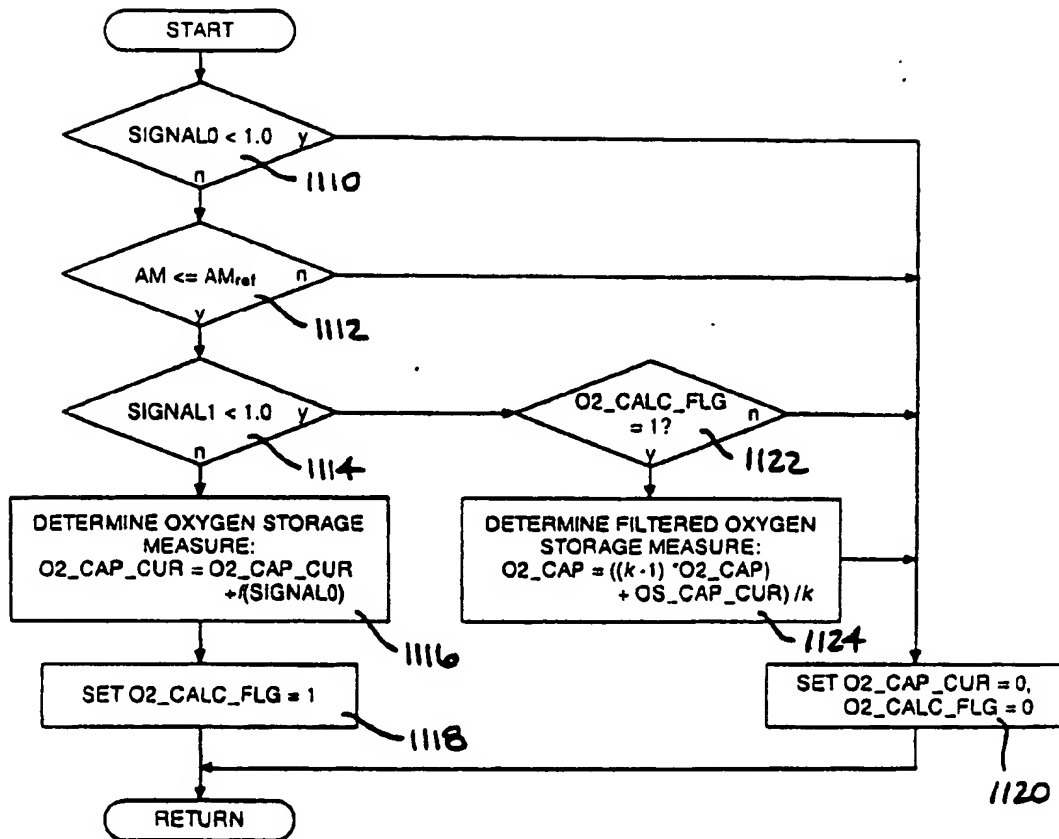 START
SIGNAL0 < 1.0
y
n
1110
AM <= AMref
n
y
1112
SIGNAL1 < 1.0
y
n
1114
O2_CALC_FLG
= 1?
n
y
1122
DETERMINE OXYGEN STORAGE
MEASURE:
O2_CAP_CUR = O2_CAP_CUR
+f(SIGNAL0)
1116
DETERMINE FILTERED OXYGEN
STORAGE MEASURE:
O2_CAP = ((k-1) *O2_CAP)
+ OS_CAP_CUR) /k
1124
SET O2_CALC_FLG = 1
1118
SET O2_CAP_CUR = 0,
O2_CALC_FLG = 0
1120
RETURN